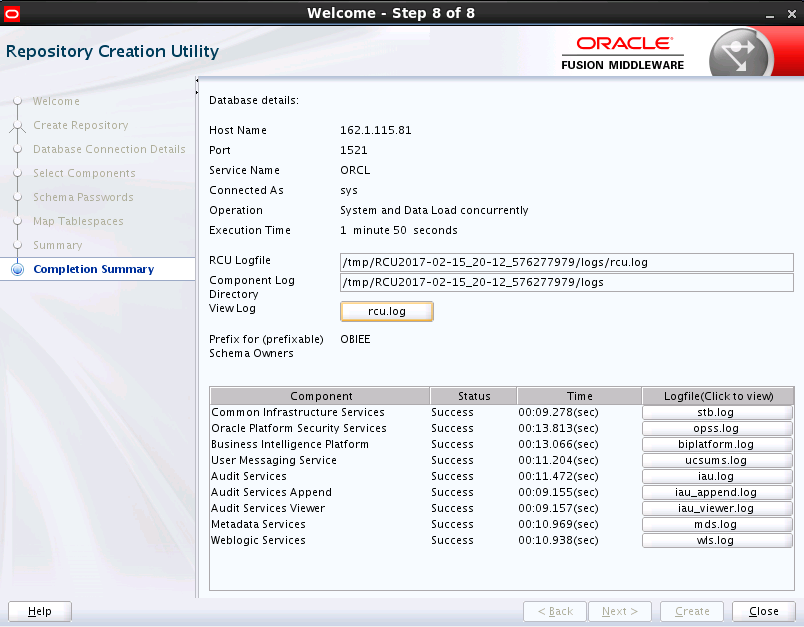 Welcome - Step 8 of 8
Repository Creation Utility
ORACLE
FUSION MIDDLEWARE
Welcome
Create Repository
Database Connection Details
Select Components
Schema Passwords
Map Tablespaces
Summary
Completion Summary
Database details:
Host Name 162.1.115.81
Port 1521
Service Name ORCL
Connected As sys
Operation System and Data Load concurrently
Execution Time 1 minute 50 seconds
RCU Logfile /tmp/RCU2017-02-15_20-12_576277979/logs/rcu.log
Component Log /tmp/RCU2017-02-15_20-12_576277979/logs
Directory
View Log rcu.log
Prefix for (prefixable) OBIEE
Schema Owners
Component Status Time Logfile(Click to view)
Common Infrastructure Services Success 00:09.278(sec) stb.log
Oracle Platform Security Services Success 00:13.813(sec) opss.log
Business Intelligence Platform Success 00:13.066(sec) biplatform.log
User Messaging Service Success 00:11.204(sec) ucsums.log
Audit Services Success 00:11.472(sec) iau.log
Audit Services Append Success 00:09.155(sec) iau_append.log
Audit Services Viewer Success 00:09.157(sec) iau_viewer.log
Metadata Services Success 00:10.969(sec) mds.log
Weblogic Services Success 00:10.938(sec) wls.log
Help < Back Next > Create Close